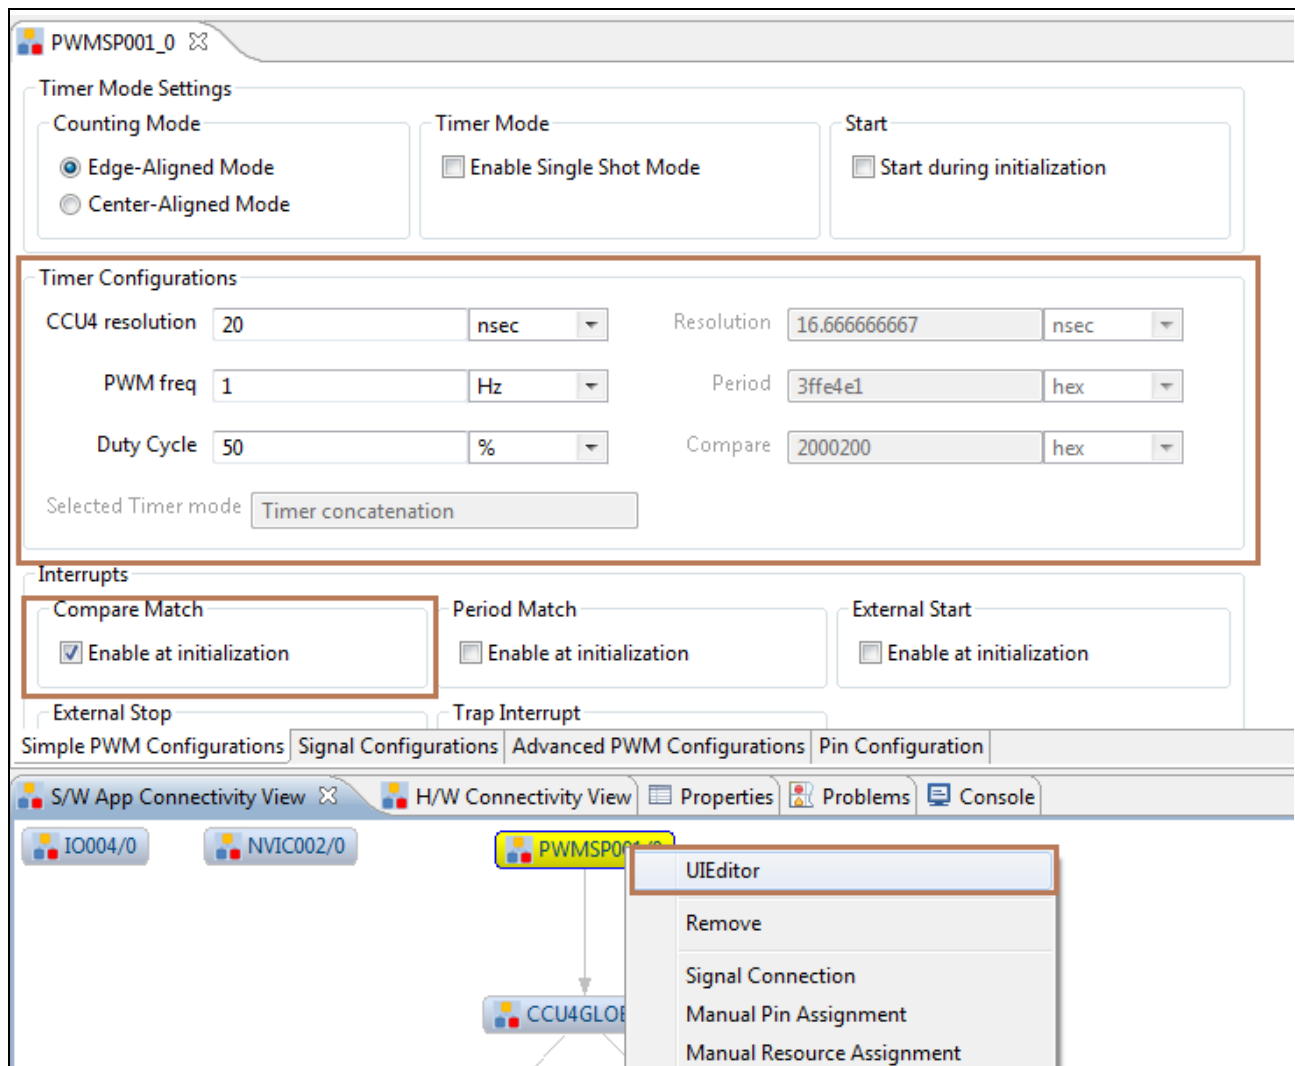 PWMSP001_0
Timer Mode Settings
Counting Mode Timer Mode Start
Edge-Aligned Mode Enable Single Shot Mode Start during initialization
Center-Aligned Mode
Timer Configurations
CCU4 resolution 20 nsec Resolution 16.666666667 nsec
PWM freq 1 Hz Period 3ffe4e1 hex
Duty Cycle 50 % Compare 2000200 hex
Selected Timer mode Timer concatenation
Interrupts
Compare Match Period Match External Start
Enable at initialization Enable at initialization Enable at initialization
External Stop Trap Interrupt
Simple PWM Configurations Signal Configurations Advanced PWM Configurations Pin Configuration
S/W App Connectivity View H/W Connectivity View Properties Problems Console
IO004/0 NVIC002/0 PWMSP001/0
UIEditor
Remove
Signal Connection
CCU4GLOB Manual Pin Assignment
Manual Resource Assignment